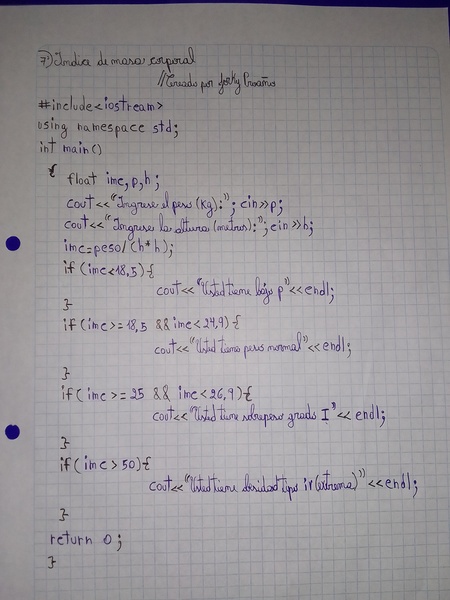 7) Indice de masa corporal
//Creado por Jorky Proaño
#include<iostream>
using namespace std;
int main()
{ float imc,p,h;
cout<<"Ingrese el peso (Kg):"; cin>>p;
cout<<"Ingrese la altura (metros):"; cin>>h;
imc=peso/(h*h);
if (imc<18,5){
cout<<"Usted tiene bajo p"<<endl;
}
if(imc>=18,5 && imc<24,9){
cout<<"Usted tiene peso normal"<<endl;
}
if(imc>=25 && imc<26,9){
cout<<"Usted tiene sobrepeso grado I"<<endl;
}
if(imc>50){
cout<<"Usted tiene obsidad tipo iv(extrema)"<<endl;
}
return 0;
}